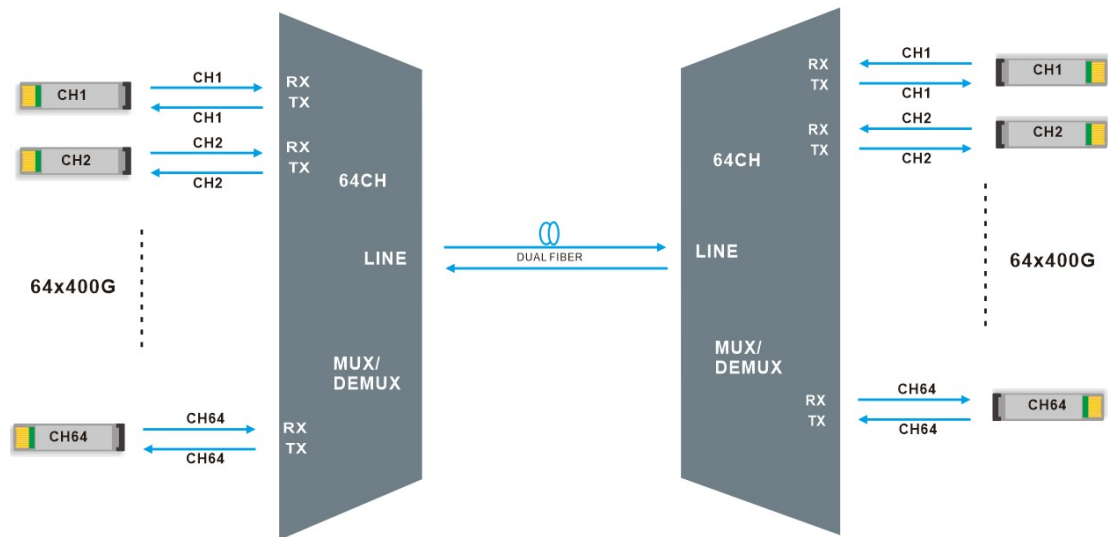 CH1
CH1
CH1
RX
TX
CH2
CH2
CH2
RX
TX
64CH
LINE
64x400G
MUX/
DEMUX
CH64
CH64
CH64
RX
TX
DUAL FIBER
RX
TX
CH1
CH1
CH1
RX
TX
CH2
CH2
CH2
64CH
LINE
64x400G
MUX/
DEMUX
RX
TX
CH64
CH64
CH64